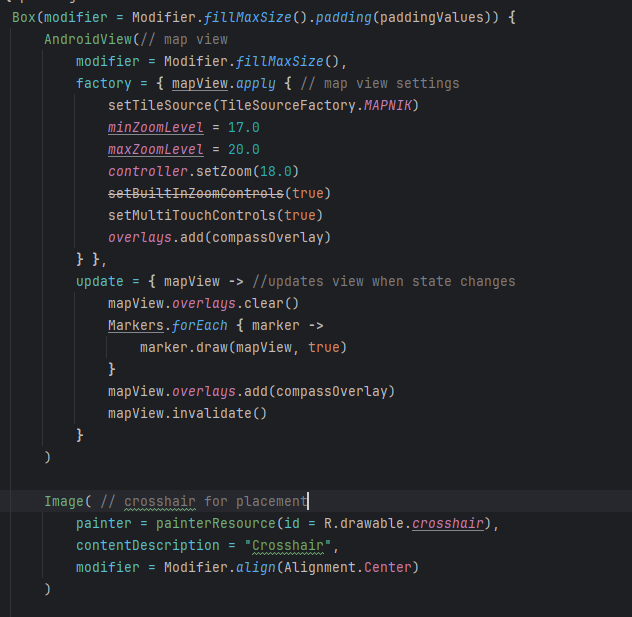 Box(modifier = Modifier.fillMaxSize().padding(paddingValues)) {
    AndroidView(// map view
        modifier = Modifier.fillMaxSize(),
        factory = { mapView.apply { // map view settings
            setTileSource(TileSourceFactory.MAPNIK)
            minZoomLevel = 17.0
            maxZoomLevel = 20.0
            controller.setZoom(18.0)
            setBuiltInZoomControls(true)
            setMultiTouchControls(true)
            overlays.add(compassOverlay)
        } },
        update = { mapView -> //updates view when state changes
            mapView.overlays.clear()
            Markers.forEach { marker ->
                marker.draw(mapView, true)
            }
            mapView.overlays.add(compassOverlay)
            mapView.invalidate()
        }
    )
    Image( // crosshair for placement
        painter = painterResource(id = R.drawable.crosshair),
        contentDescription = "Crosshair",
        modifier = Modifier.align(Alignment.Center)
    )